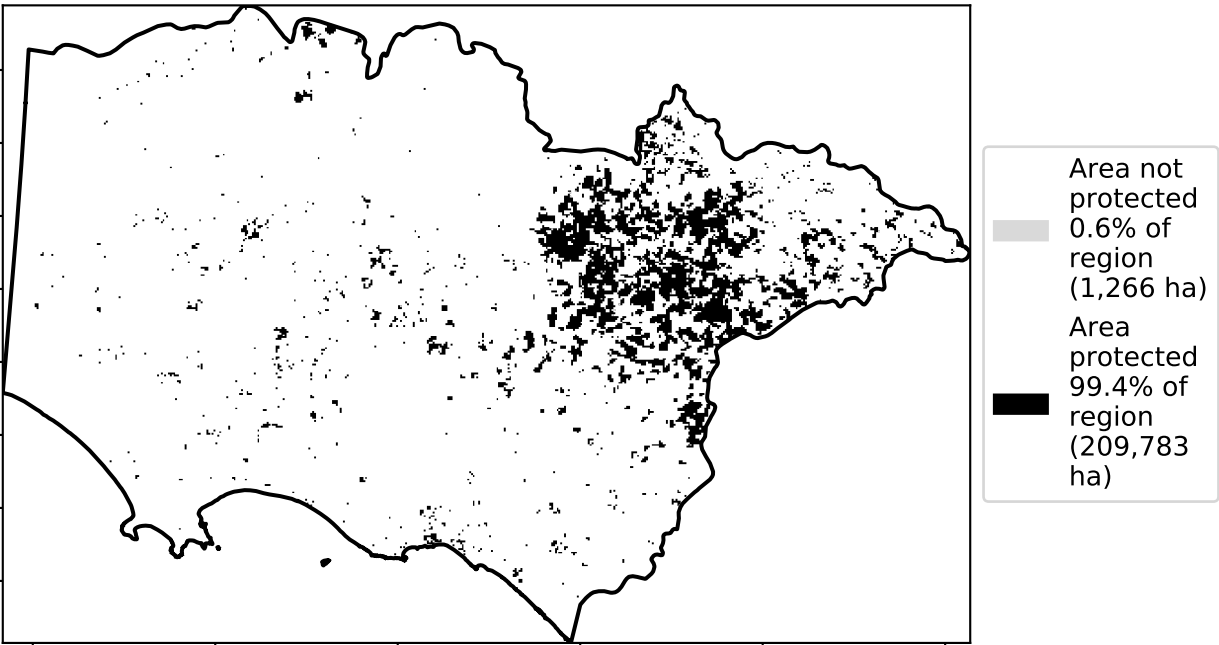 Area not
protected
0.6% of
region
(1,266 ha)
Area
protected
99.4% of
region
(209,783
ha)